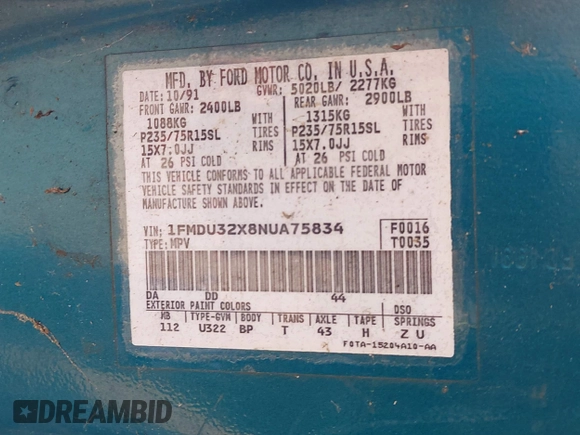 MFD. BY FORD MOTOR CO. IN U.S.A.
DATE: 10/91 GVWR: 5020LB/ 2277KG
FRONT GAWR: 2400LB REAR GAWR: 2900LB
1088KG WITH 1315KG WITH
P235/75R15SL TIRES P235/75R15SL TIRES
15X7.0JJ RIMS 15X7.0JJ RIMS
AT 26 PSI COLD AT 26 PSI COLD
THIS VEHICLE CONFORMS TO ALL APPLICABLE FEDERAL MOTOR
VEHICLE SAFETY STANDARDS IN EFFECT ON THE DATE OF
MANUFACTURE SHOWN ABOVE.
VIN: 1FMDU32X8NUA75834 F0016
TYPE: MPV T0035
DA DD 44
EXTERIOR PAINT COLORS DSO
WB TYPE-GVM BODY TRANS AXLE TAPE SPRINGS
112 U322 BP T 43 H Z U
F0TA-15204A10-AA
DREAMBID